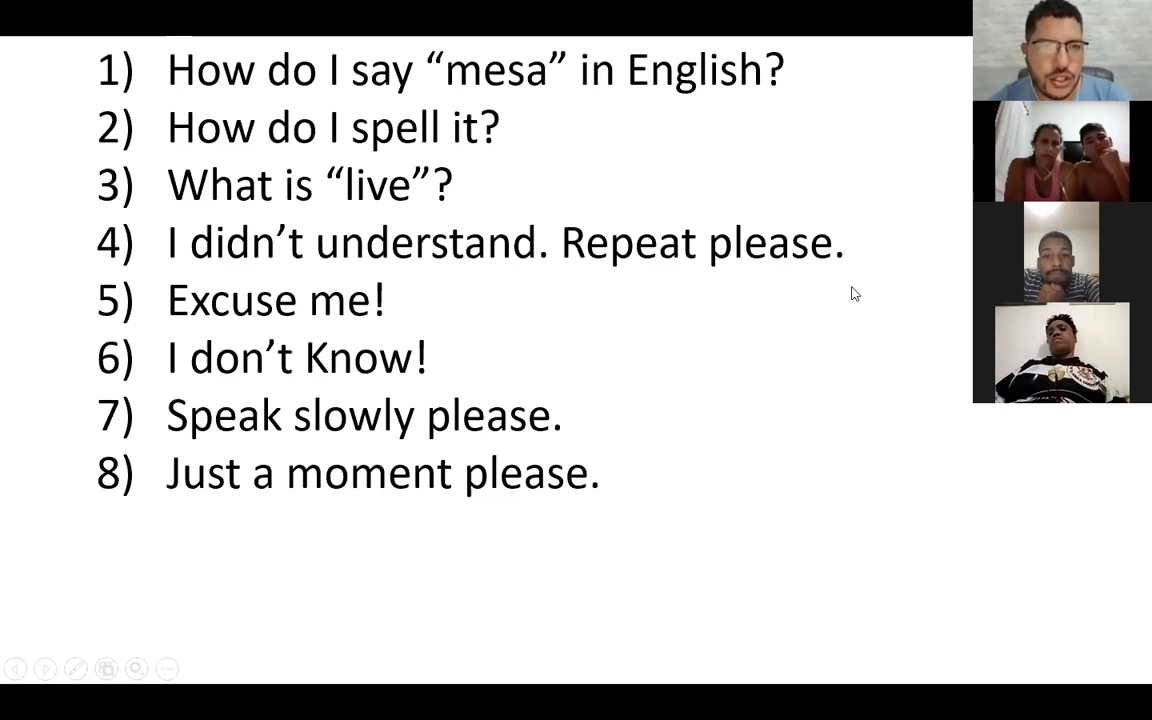 1) How do I say “mesa” in English?
2) How do I spell it?
3) What is “live”?
4) I didn’t understand. Repeat please.
5) Excuse me!
6) I don’t Know!
7) Speak slowly please.
8) Just a moment please.